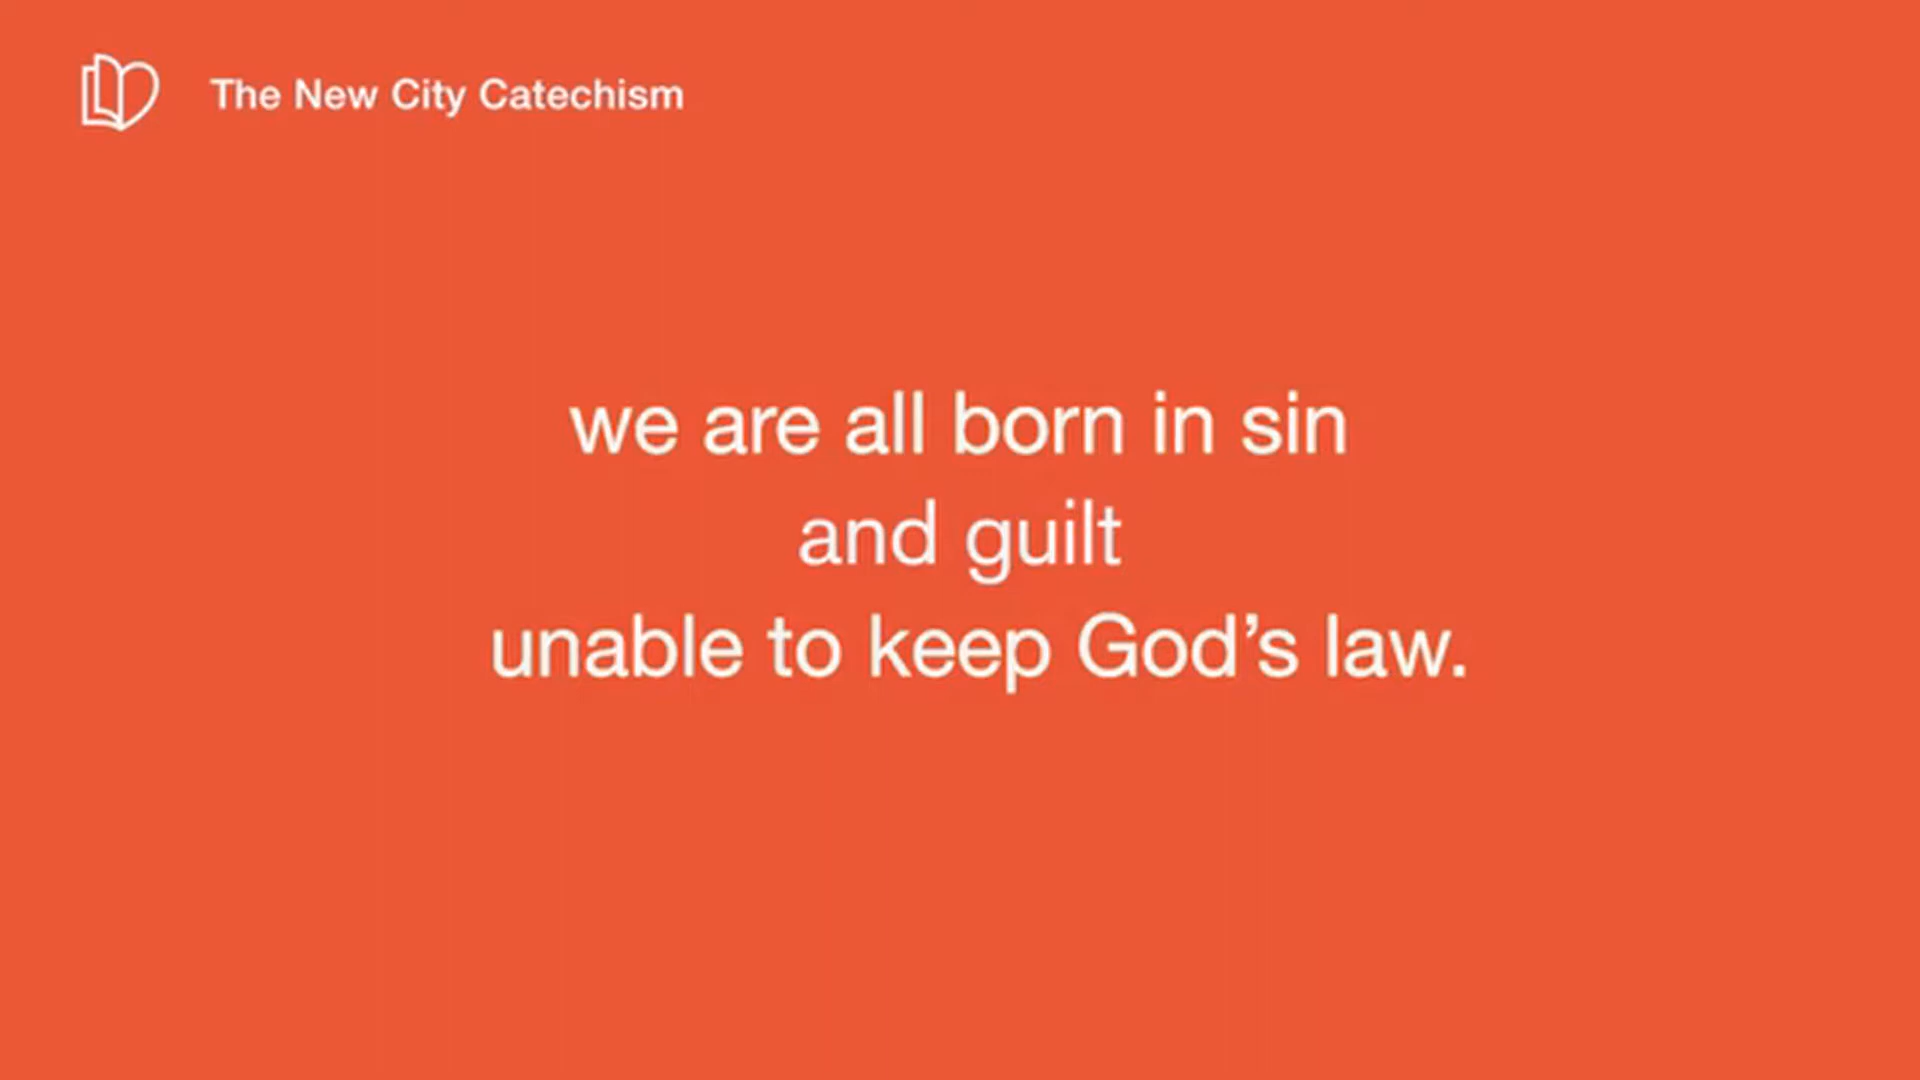 The New City Catechism
we are all born in sin
and guilt
unable to keep God’s law.